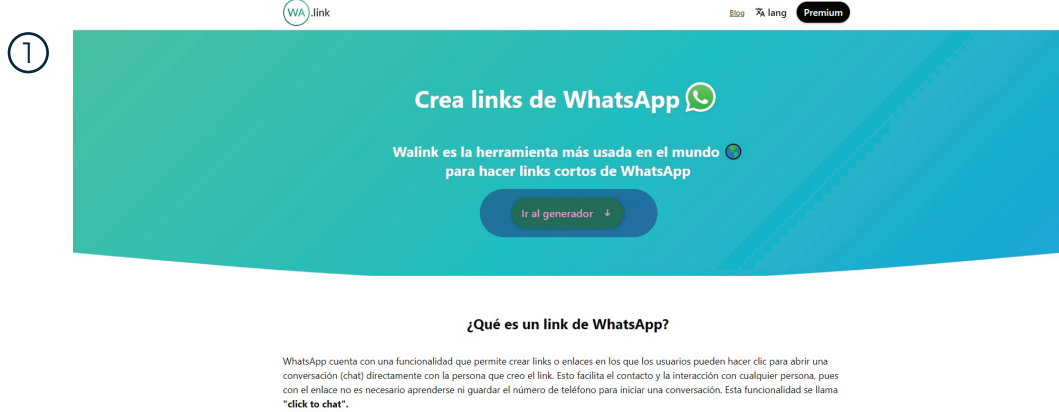 WA.link
Blog lang Premium
1
Crea links de WhatsApp
Walink es la herramienta más usada en el mundo
para hacer links cortos de WhatsApp
Ir al generador ↓
¿Qué es un link de WhatsApp?
WhatsApp cuenta con una funcionalidad que permite crear links o enlaces en los que los usuarios pueden hacer clic para abrir una
conversación (chat) directamente con la persona que creo el link. Esto facilita el contacto y la interacción con cualquier persona, pues
con el enlace no es necesario aprenderse ni guardar el número de teléfono para iniciar una conversación. Esta funcionalidad se llama
"click to chat".